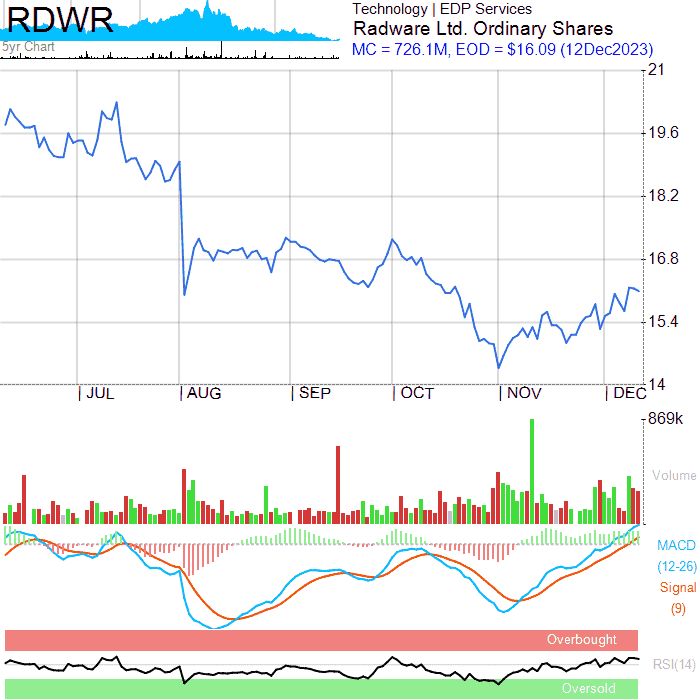 RDWR
5yr Chart
Technology | EDP Services
Radware Ltd. Ordinary Shares
MC = 726.1M, EOD = $16.09 (12Dec2023)
21
19.6
18.2
16.8
15.4
14
JUL AUG SEP OCT NOV DEC
869k
Volume
MACD
(12-26)
Signal
(9)
Overbought
RSI(14)
Oversold